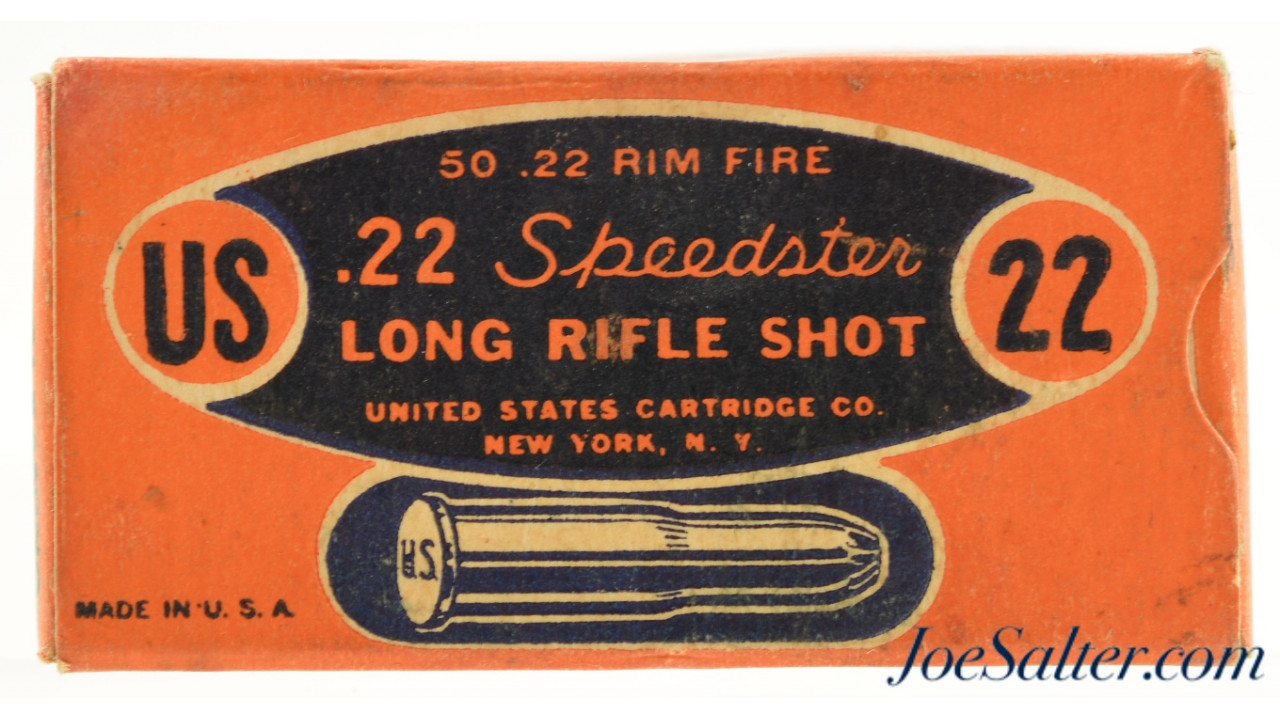 50 .22 RIM FIRE
.22 Speedster
LONG RIFLE SHOT
UNITED STATES CARTRIDGE CO.
NEW YORK, N. Y.
US
22
U.S.
MADE IN U. S. A.
JoeSalter.com